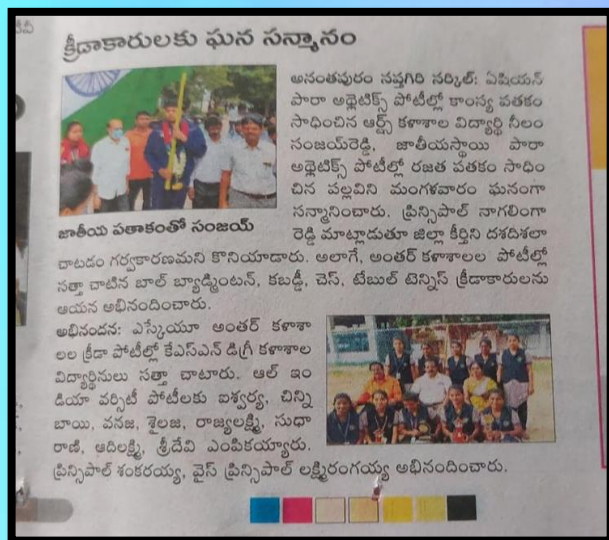 క్రీడాకారులకు ఘన సన్మానం
జాతీయ పతాకంతో సంజయ్
అనంతపురం సప్తగిరి సర్కిల్: ఏషియన్
పారా అథ్లెటిక్స్ పోటీల్లో కాంస్య పతకం
సాధించిన ఆర్ట్స్ కళాశాల విద్యార్థి నీలం
సంజయ్‌రెడ్డి, జాతీయస్థాయి పారా
అథ్లెటిక్స్ పోటీల్లో రజత పతకం సాధిం
చిన పల్లవిని మంగళవారం ఘనంగా
సన్మానించారు. ప్రిన్సిపాల్ నాగలింగా
రెడ్డి మాట్లాడుతూ జిల్లా కీర్తిని దశదిశలా
చాటడం గర్వకారణమని కొనియాడారు. అలాగే, అంతర్ కళాశాలల పోటీల్లో
సత్తా చాటిన బాల్ బ్యాడ్మింటన్, కబడ్డీ, చెస్, టేబుల్ టెన్నిస్ క్రీడాకారులను
ఆయన అభినందించారు.
అభినందన: ఎస్కేయూ అంతర్ కళాశా
లల క్రీడా పోటీల్లో కేఎస్ఎన్ డిగ్రీ కళాశాల
విద్యార్థినులు సత్తా చాటారు. ఆల్ ఇం
డియా వర్సిటీ పోటీలకు ఐశ్వర్య, చిన్ని
బాయి, వనజ, శైలజ, రాజ్యలక్ష్మి, సుధా
రాణి, ఆదిలక్ష్మి, శ్రీదేవి ఎంపికయ్యారు.
ప్రిన్సిపాల్ శంకరయ్య, వైస్ ప్రిన్సిపాల్ లక్ష్మిరంగయ్య అభినందించారు.